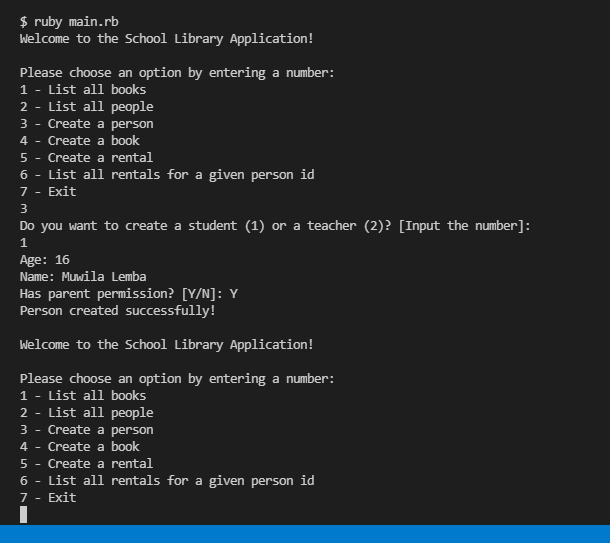 $ ruby main.rb
Welcome to the School Library Application!
Please choose an option by entering a number:
1 - List all books
2 - List all people
3 - Create a person
4 - Create a book
5 - Create a rental
6 - List all rentals for a given person id
7 - Exit
3
Do you want to create a student (1) or a teacher (2)? [Input the number]:
1
Age: 16
Name: Muwila Lemba
Has parent permission? [Y/N]: Y
Person created successfully!
Welcome to the School Library Application!
Please choose an option by entering a number:
1 - List all books
2 - List all people
3 - Create a person
4 - Create a book
5 - Create a rental
6 - List all rentals for a given person id
7 - Exit